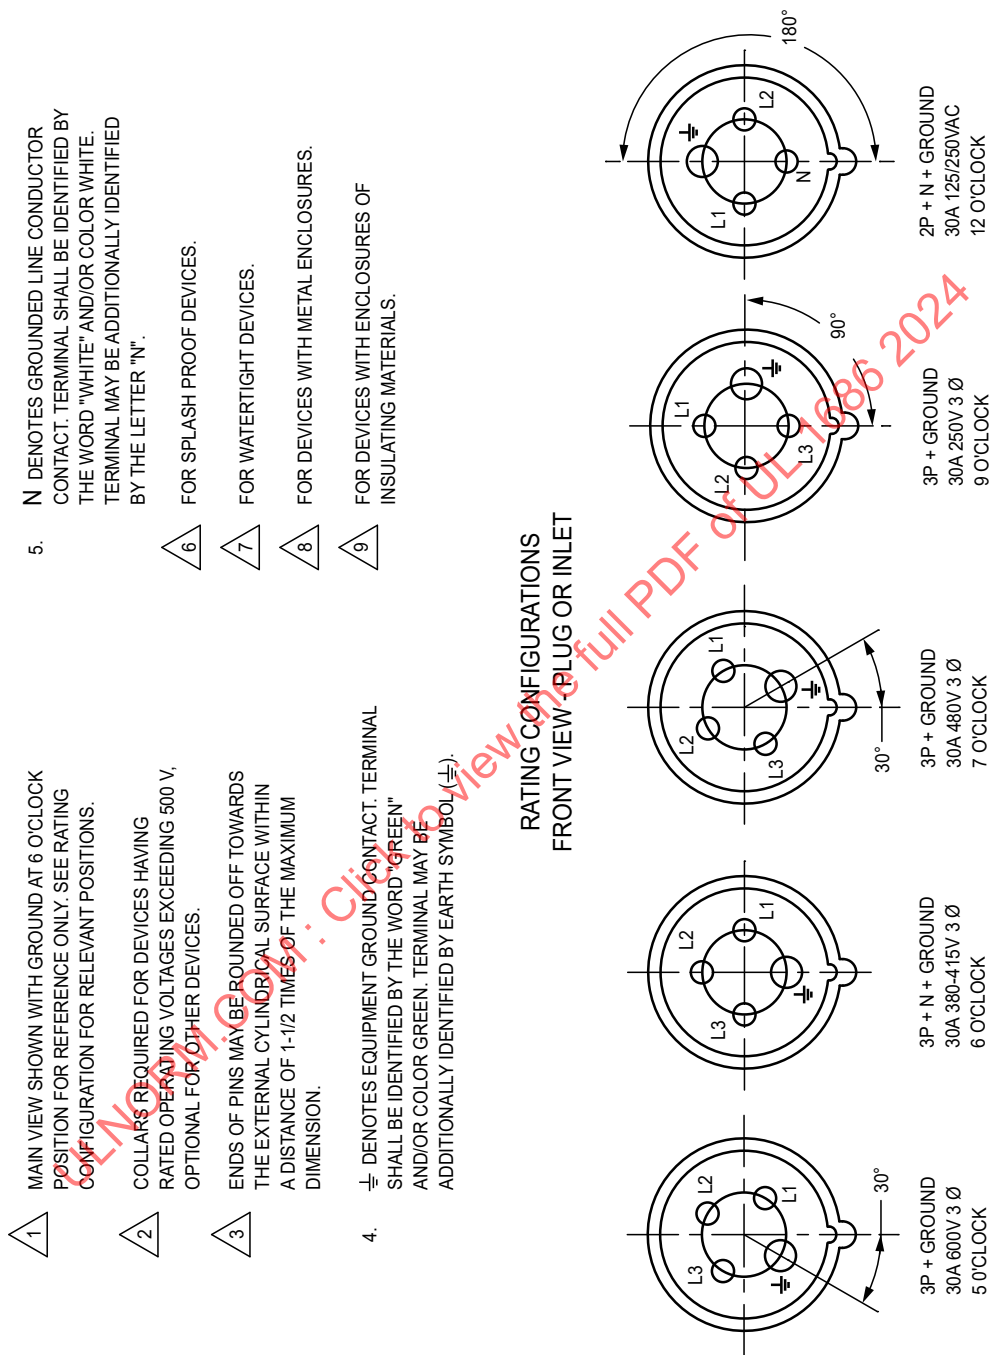 1
MAIN VIEW SHOWN WITH GROUND AT 6 O'CLOCK
POSITION FOR REFERENCE ONLY. SEE RATING
CONFIGURATION FOR RELEVANT POSITIONS.
2
COLLARS REQUIRED FOR DEVICES HAVING
RATED OPERATING VOLTAGES EXCEEDING 500 V,
OPTIONAL FOR OTHER DEVICES.
3
ENDS OF PINS MAY BE ROUNDED OFF TOWARDS
THE EXTERNAL CYLINDRICAL SURFACE WITHIN
A DISTANCE OF 1-1/2 TIMES OF THE MAXIMUM
DIMENSION.
4. ⏚ DENOTES EQUIPMENT GROUND CONTACT. TERMINAL
SHALL BE IDENTIFIED BY THE WORD "GREEN"
AND/OR COLOR GREEN. TERMINAL MAY BE
ADDITIONALLY IDENTIFIED BY EARTH SYMBOL (⏚).
5. N DENOTES GROUNDED LINE CONDUCTOR
CONTACT. TERMINAL SHALL BE IDENTIFIED BY
THE WORD "WHITE" AND/OR COLOR WHITE.
TERMINAL MAY BE ADDITIONALLY IDENTIFIED
BY THE LETTER "N".
6
FOR SPLASH PROOF DEVICES.
7
FOR WATERTIGHT DEVICES.
8
FOR DEVICES WITH METAL ENCLOSURES.
9
FOR DEVICES WITH ENCLOSURES OF
INSULATING MATERIALS.
RATING CONFIGURATIONS
FRONT VIEW - PLUG OR INLET
L3
L2
L1
30°
3P + GROUND
30A 600V 3 Ø
5 0'CLOCK
L3
L2
L1
3P + N + GROUND
30A 380-415V 3 Ø
6 O'CLOCK
L3
L2
L1
30°
3P + GROUND
30A 480V 3 Ø
7 O'CLOCK
L2
L1
L3
90°
3P + GROUND
30A 250V 3 Ø
9 O'CLOCK
L1
L2
N
180°
2P + N + GROUND
30A 125/250VAC
12 O'CLOCK
ULNORM.COM : Click to view the full PDF of UL 1686 2024